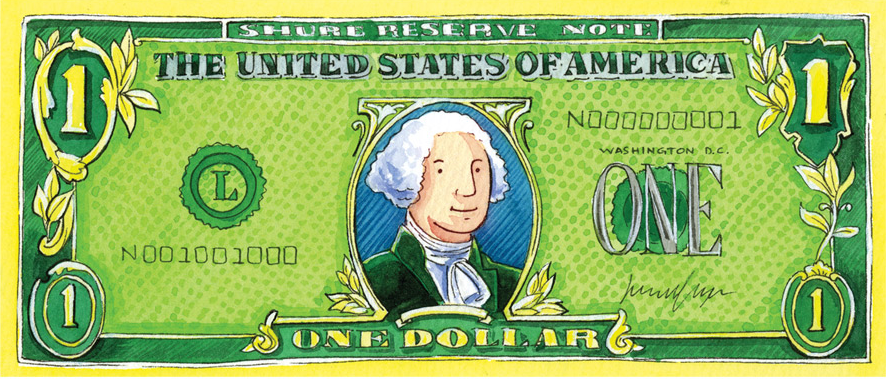 SHURE RESERVE NOTE
THE UNITED STATES OF AMERICA
1
1
N000000001
WASHINGTON D.C.
L
ONE
N001001000
1
1
ONE DOLLAR